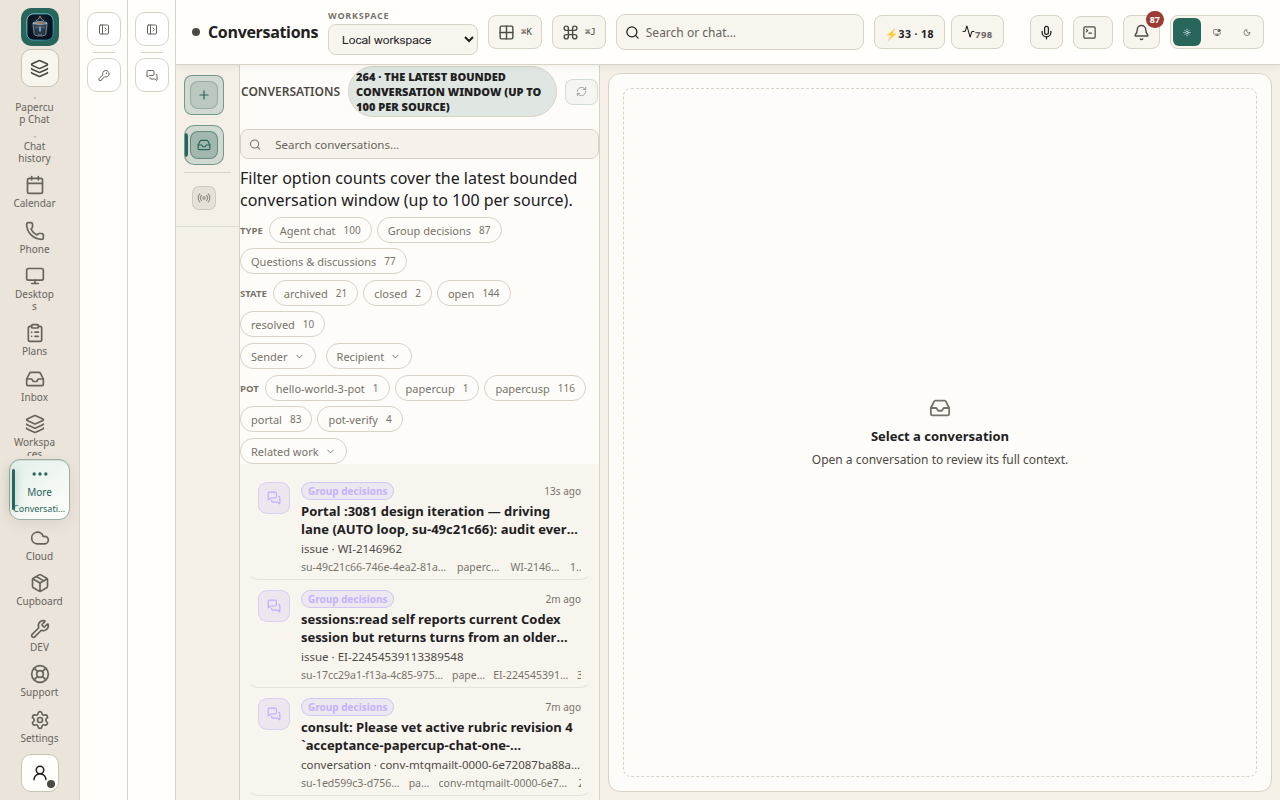 Papercu
p Chat
Chat
history
Calendar
Phone
Desktop
s
Plans
Inbox
Workspa
ces
More
Conversati...
Cloud
Cupboard
DEV
Support
Settings
Conversations
WORKSPACE
Local workspace
⌘K
⌘J
Search or chat...
⚡33 · 18
798
87
CONVERSATIONS
264 · THE LATEST BOUNDED
CONVERSATION WINDOW (UP TO
100 PER SOURCE)
Search conversations...
Filter option counts cover the latest bounded
conversation window (up to 100 per source).
TYPE Agent chat 100 Group decisions 87
Questions & discussions 77
STATE archived 21 closed 2 open 144
resolved 10
Sender Recipient
POT hello-world-3-pot 1 papercup 1 papercusp 116
portal 83 pot-verify 4
Related work
Group decisions 13s ago
Portal :3081 design iteration — driving
lane (AUTO loop, su-49c21c66): audit ever...
issue · WI-2146962
su-49c21c66-746e-4ea2-81a... paperc... WI-2146... 1..
Group decisions 2m ago
sessions:read self reports current Codex
session but returns turns from an older...
issue · EI-22454539113389548
su-17cc29a1-f13a-4c85-975... pape... EI-224545391... 3
Group decisions 7m ago
consult: Please vet active rubric revision 4
`acceptance-papercup-chat-one-...
conversation · conv-mtqmailt-0000-6e72087ba88a...
su-1ed599c3-d756... pa... conv-mtqmailt-0000-6e7...
Select a conversation
Open a conversation to review its full context.